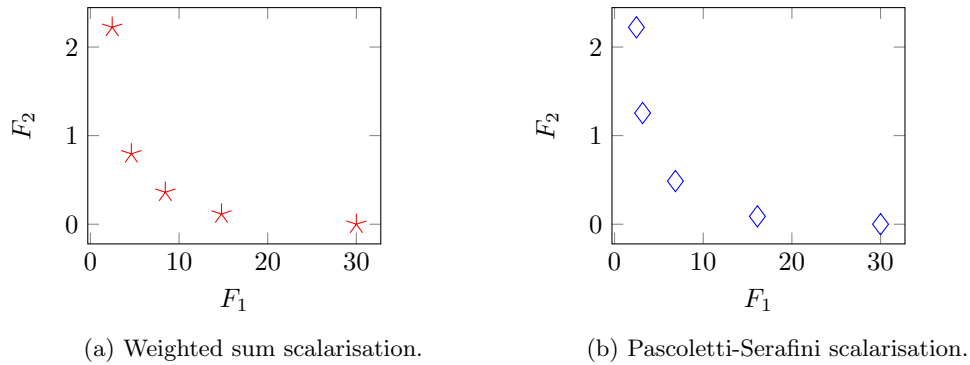 2
1
0
F2
0 10 20 30
F1
(a) Weighted sum scalarisation.
2
1
0
F2
0 10 20 30
F1
(b) Pascoletti-Serafini scalarisation.